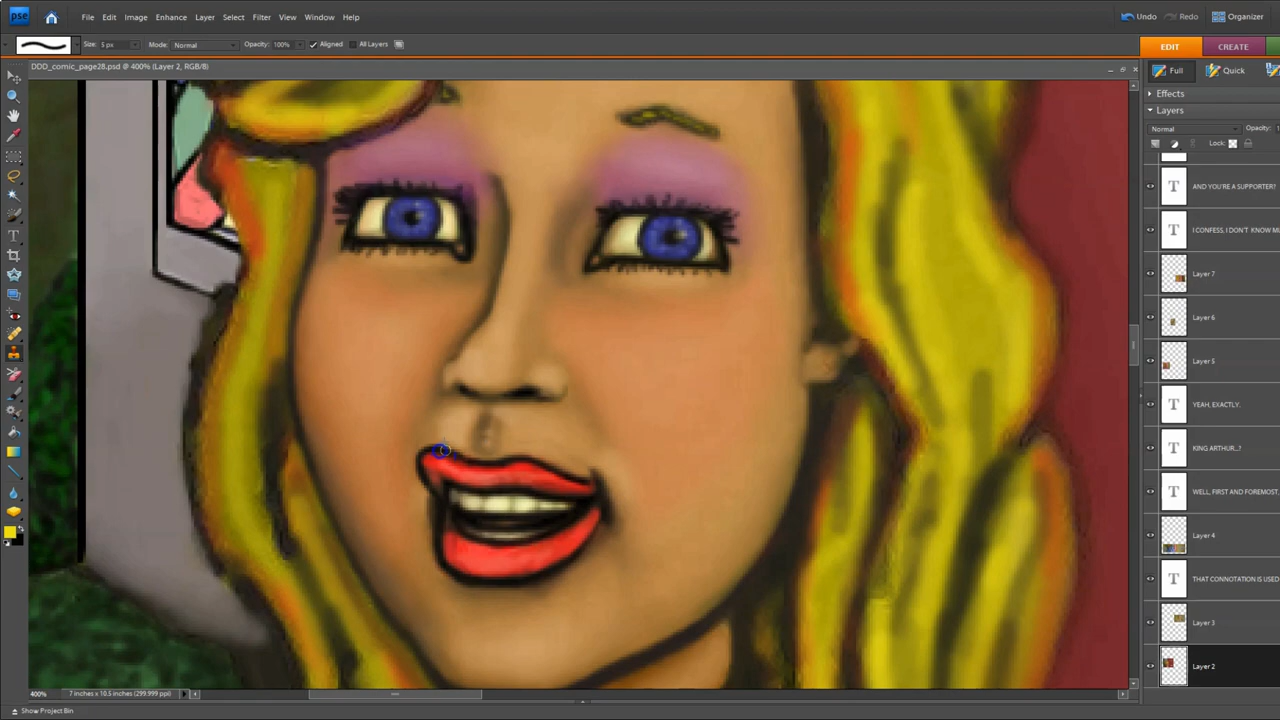 pse File Edit Image Enhance Layer Select Filter View Window Help Undo Redo Organizer
Size: 5 px Mode: Normal Opacity: 100% Aligned All Layers EDIT CREATE
DDD_comic_page28.psd @ 400% (Layer 2, RGB/8)
Full Quick
Effects
Layers
Normal Opacity: 1
Lock:
T AND YOU'RE A SUPPORTER?
T I CONFESS, I DON'T KNOW MU
Layer 7
Layer 6
Layer 5
T YEAH, EXACTLY.
T KING ARTHUR...?
T WELL, FIRST AND FOREMOST,
Layer 4
T THAT CONNOTATION IS USED
Layer 3
Layer 2
400% 7 inches x 10.5 inches (299.999 ppi)
Show Project Bin